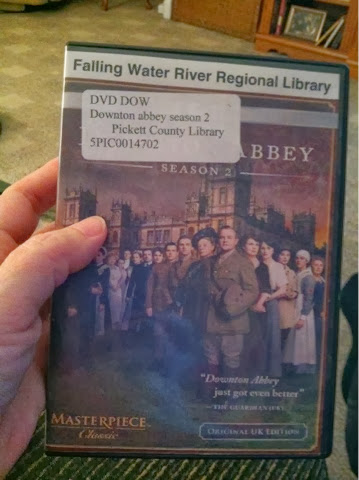 Falling Water River Regional Library
DVD DOW
Downton abbey season 2
Pickett County Library
5PIC0014702
ABBEY
SEASON 2
"Downton Abbey
just got even better"
—THE GUARDIAN (UK)
MASTERPIECE
Classic
ORIGINAL UK EDITION